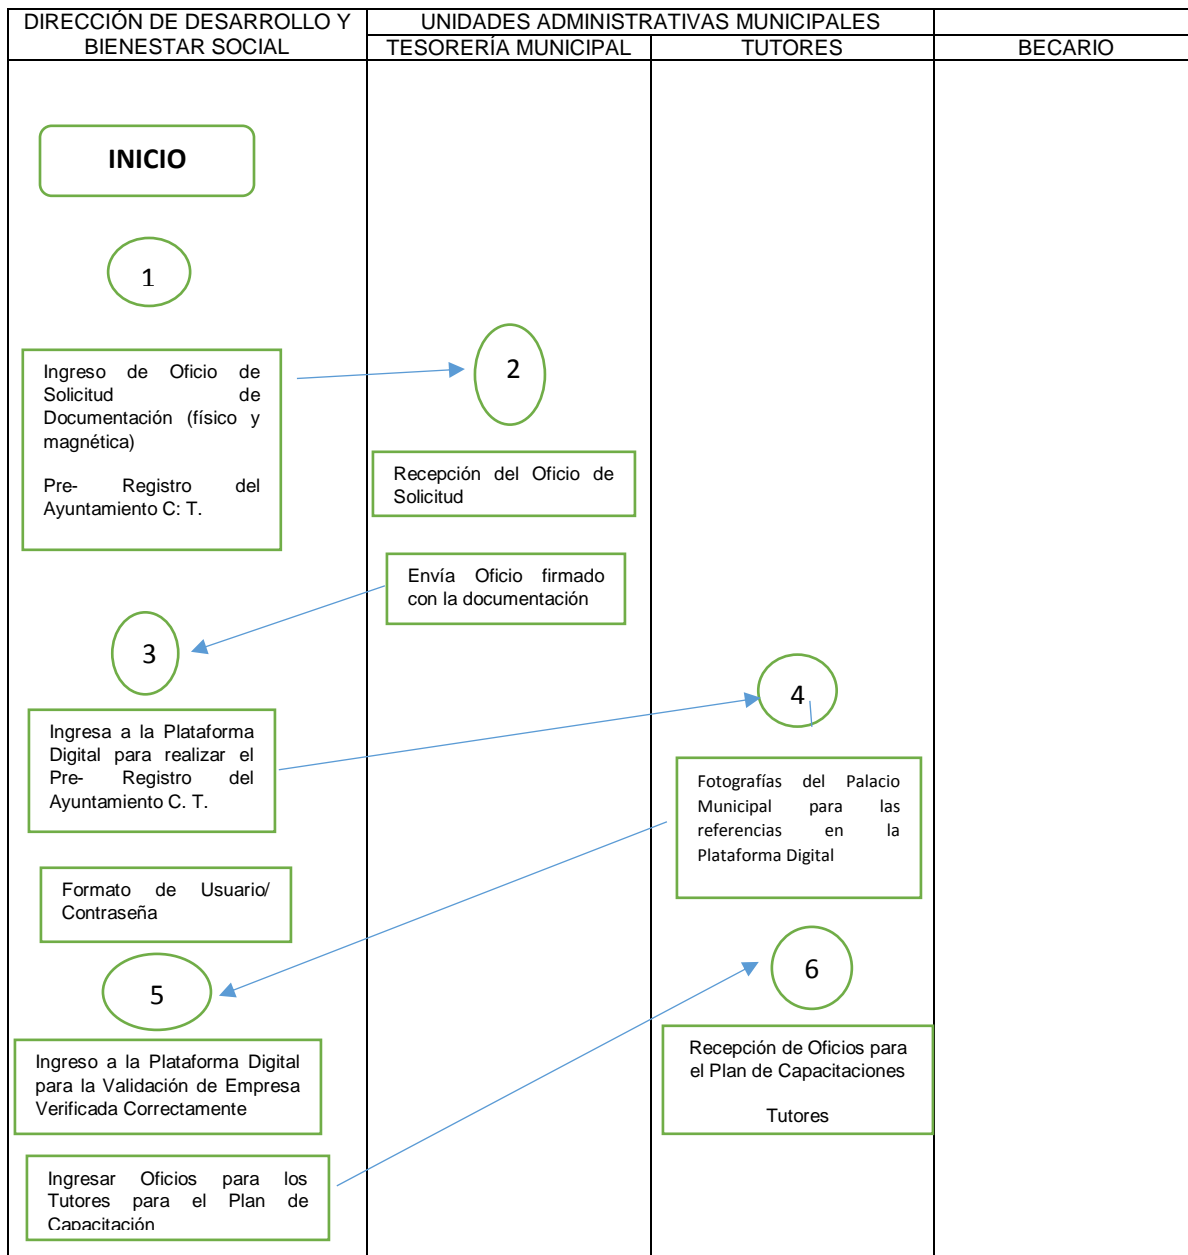 DIRECCIÓN DE DESARROLLO Y
BIENESTAR SOCIAL
UNIDADES ADMINISTRATIVAS MUNICIPALES
TESORERÍA MUNICIPAL
TUTORES
BECARIO
INICIO
1
Ingreso de Oficio de
Solicitud de
Documentación (físico y
magnética)
Pre- Registro del
Ayuntamiento C: T.
2
Recepción del Oficio de
Solicitud
Envía Oficio firmado
con la documentación
3
Ingresa a la Plataforma
Digital para realizar el
Pre- Registro del
Ayuntamiento C. T.
Formato de Usuario/
Contraseña
4
Fotografías del Palacio
Municipal para las
referencias en la
Plataforma Digital
5
Ingreso a la Plataforma Digital
para la Validación de Empresa
Verificada Correctamente
Ingresar Oficios para los
Tutores para el Plan de
Capacitación
6
Recepción de Oficios para
el Plan de Capacitaciones
Tutores